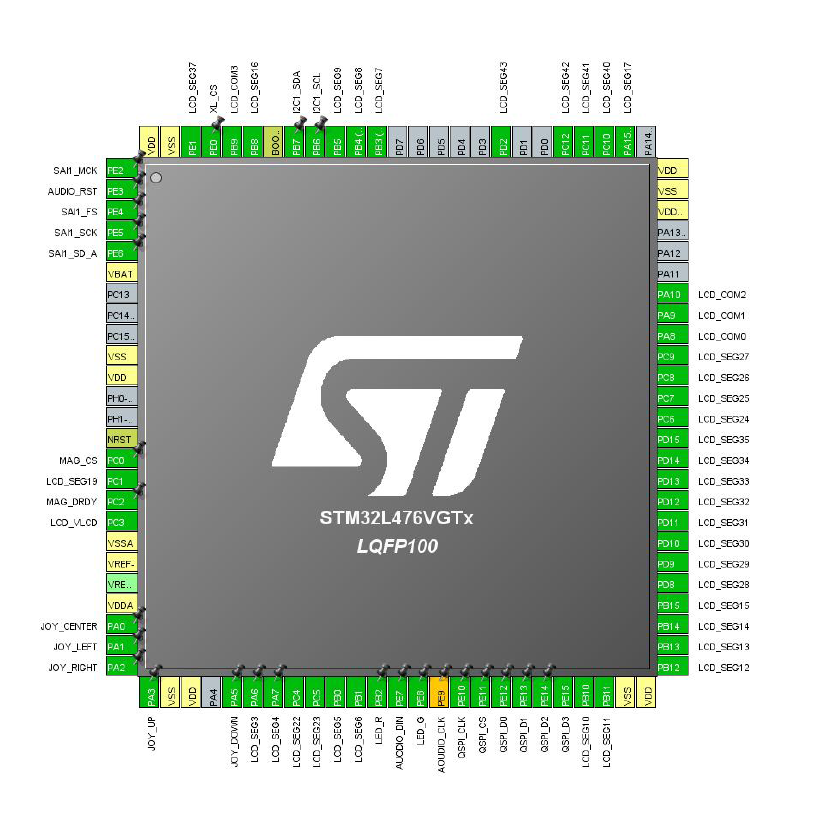 LCD_SEG37
XL_CS
LCD_COM3
LCD_SEG16
I2C1_SDA
I2C1_SCL
LCD_SEG9
LCD_SEG8
LCD_SEG7
LCD_SEG43
LCD_SEG42
LCD_SEG41
LCD_SEG40
LCD_SEG17
VDD
VSS
PE1
PE0
PB9
PB8
BOO..
PB7
PB6
PB5
PB4 (..
PB3 (..
PD7
PD6
PD5
PD4
PD3
PD2
PD1
PD0
PC12
PC11
PC10
PA15..
PA14..
SAI1_MCK PE2
AUDIO_RST PE3
SAI1_FS PE4
SAI1_SCK PE5
SAI1_SD_A PE6
VBAT
PC13
PC14..
PC15..
VSS
VDD
PH0-..
PH1-..
NRST
MAG_CS PC0
LCD_SEG19 PC1
MAG_DRDY PC2
LCD_VLCD PC3
VSSA
VREF-
VRE..
VDDA
JOY_CENTER PA0
JOY_LEFT PA1
JOY_RIGHT PA2
STM32L476VGTx
LQFP100
VDD
VSS
VDD..
PA13..
PA12
PA11
PA10 LCD_COM2
PA9 LCD_COM1
PA8 LCD_COM0
PC9 LCD_SEG27
PC8 LCD_SEG26
PC7 LCD_SEG25
PC6 LCD_SEG24
PD15 LCD_SEG35
PD14 LCD_SEG34
PD13 LCD_SEG33
PD12 LCD_SEG32
PD11 LCD_SEG31
PD10 LCD_SEG30
PD9 LCD_SEG29
PD8 LCD_SEG28
PB15 LCD_SEG15
PB14 LCD_SEG14
PB13 LCD_SEG13
PB12 LCD_SEG12
PA3
VSS
VDD
PA4
PA5
PA6
PA7
PC4
PC5
PB0
PB1
PB2
PE7
PE8
PE9
PE10
PE11
PE12
PE13
PE14
PE15
PB10
PB11
VSS
VDD
JOY_UP
JOY_DOWN
LCD_SEG3
LCD_SEG4
LCD_SEG22
LCD_SEG23
LCD_SEG5
LCD_SEG6
LED_R
AUODIO_DIN
LED_G
AOUDIO_CLK
QSPI_CLK
QSPI_CS
QSPI_D0
QSPI_D1
QSPI_D2
QSPI_D3
LCD_SEG10
LCD_SEG11